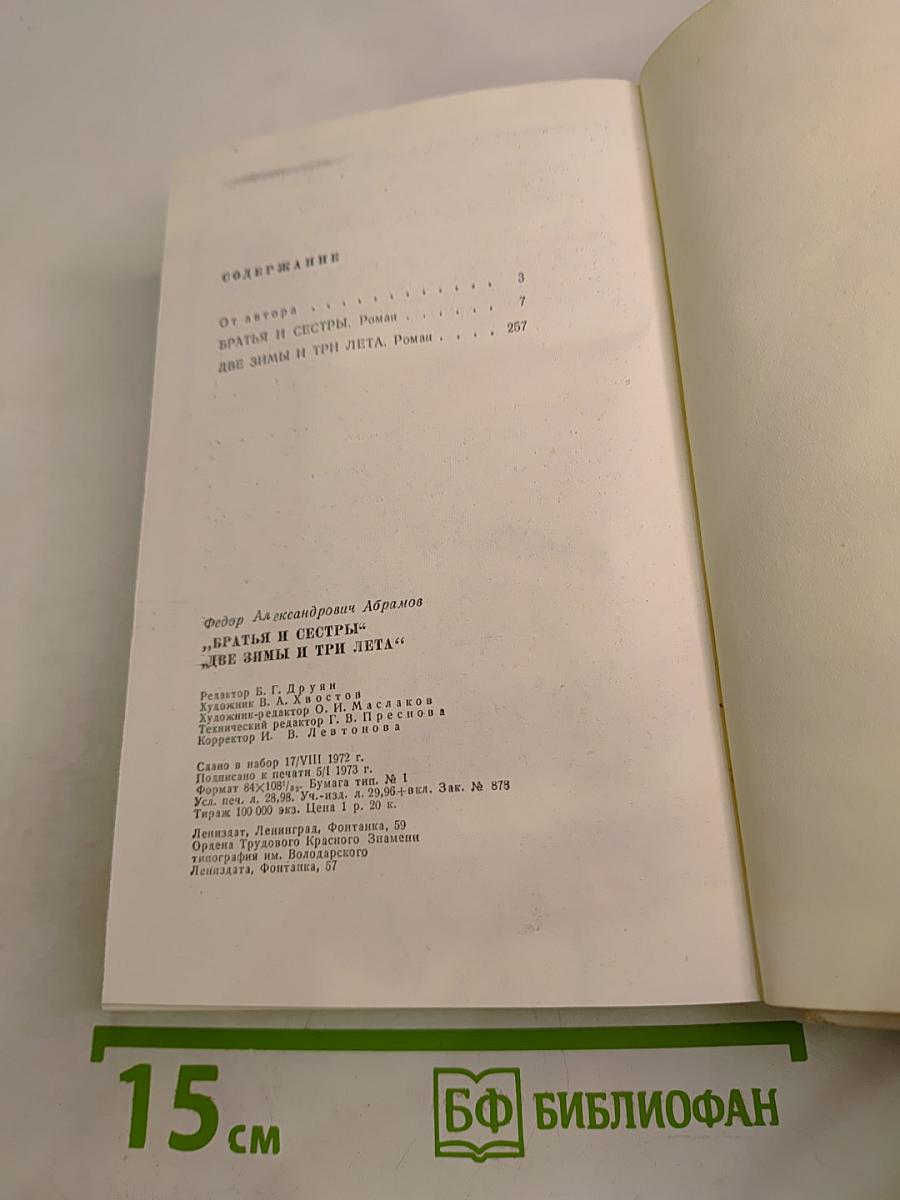 СОДЕРЖАНИЕ
От автора . . . . . . . . . . . . 3
БРАТЬЯ И СЕСТРЫ. Роман . . . . . . 7
ДВЕ ЗИМЫ И ТРИ ЛЕТА. Роман . . . . 257
Федор Александрович Абрамов
„БРАТЬЯ И СЕСТРЫ“
„ДВЕ ЗИМЫ И ТРИ ЛЕТА“
Редактор Б. Г. Друян
Художник В. А. Хвостов
Художник-редактор О. И. Маслаков
Технический редактор Г. В. Преснова
Корректор И. В. Левтонова
Сдано в набор 17/VIII 1972 г.
Подписано к печати 5/I 1973 г.
Формат 84×108¹/₃₂. Бумага тип. № 1
Усл. печ. л. 28,98. Уч.-изд. л. 29,96+вкл. Зак. № 878
Тираж 100 000 экз. Цена 1 р. 20 к.
Лениздат, Ленинград, Фонтанка, 59
Ордена Трудового Красного Знамени
типография им. Володарского
Лениздата, Фонтанка, 57
15 см
БФ БИБЛИОФАН